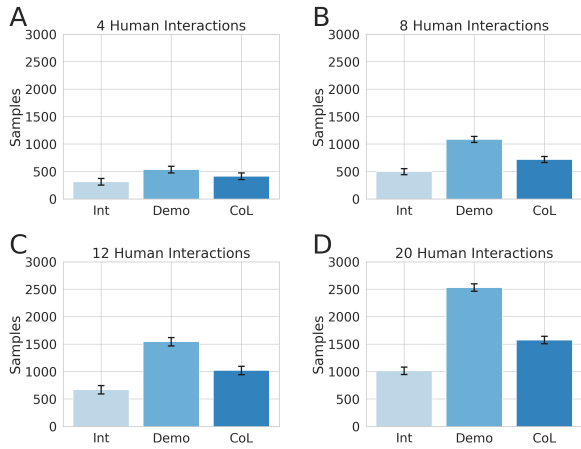 A
4 Human Interactions
Samples
3000
2500
2000
1500
1000
500
0
Int Demo CoL
B
8 Human Interactions
Samples
3000
2500
2000
1500
1000
500
0
Int Demo CoL
C
12 Human Interactions
Samples
3000
2500
2000
1500
1000
500
0
Int Demo CoL
D
20 Human Interactions
Samples
3000
2500
2000
1500
1000
500
0
Int Demo CoL